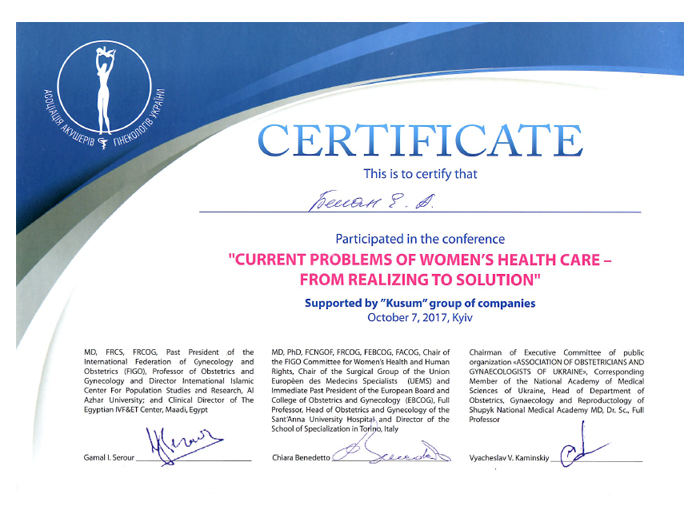 АСОЦІАЦІЯ АКУШЕРІВ ГІНЕКОЛОГІВ УКРАЇНИ
CERTIFICATE
This is to certify that
Participated in the conference
"CURRENT PROBLEMS OF WOMEN'S HEALTH CARE –
FROM REALIZING TO SOLUTION"
Supported by "Kusum" group of companies
October 7, 2017, Kyiv
MD, FRCS, FRCOG, Past President of the
International Federation of Gynecology and
Obstetrics (FIGO), Professor of Obstetrics and
Gynecology and Director International Islamic
Center For Population Studies and Research, Al
Azhar University; and Clinical Director of The
Egyptian IVF&ET Center, Maadi, Egypt
Gamal I. Serour
MD, PhD, FCNGOF, FRCOG, FEBCOG, FACOG, Chair of
the FIGO Committee for Women's Health and Human
Rights, Chair of the Surgical Group of the Union
Européen des Medecins Specialists (UEMS) and
Immediate Past President of the European Board and
College of Obstetrics and Gynecology (EBCOG), Full
Professor, Head of Obstetrics and Gynecology of the
Sant'Anna University Hospital and Director of the
School of Specialization in Torino, Italy
Chiara Benedetto
Chairman of Executive Committee of public
organization «ASSOCIATION OF OBSTETRICIANS AND
GYNAECOLOGISTS OF UKRAINE», Corresponding
Member of the National Academy of Medical
Sciences of Ukraine, Head of Department of
Obstetrics, Gynaecology and Reproductology of
Shupyk National Medical Academy MD, Dr. Sc., Full
Professor
Vyacheslav V. Kaminskiy